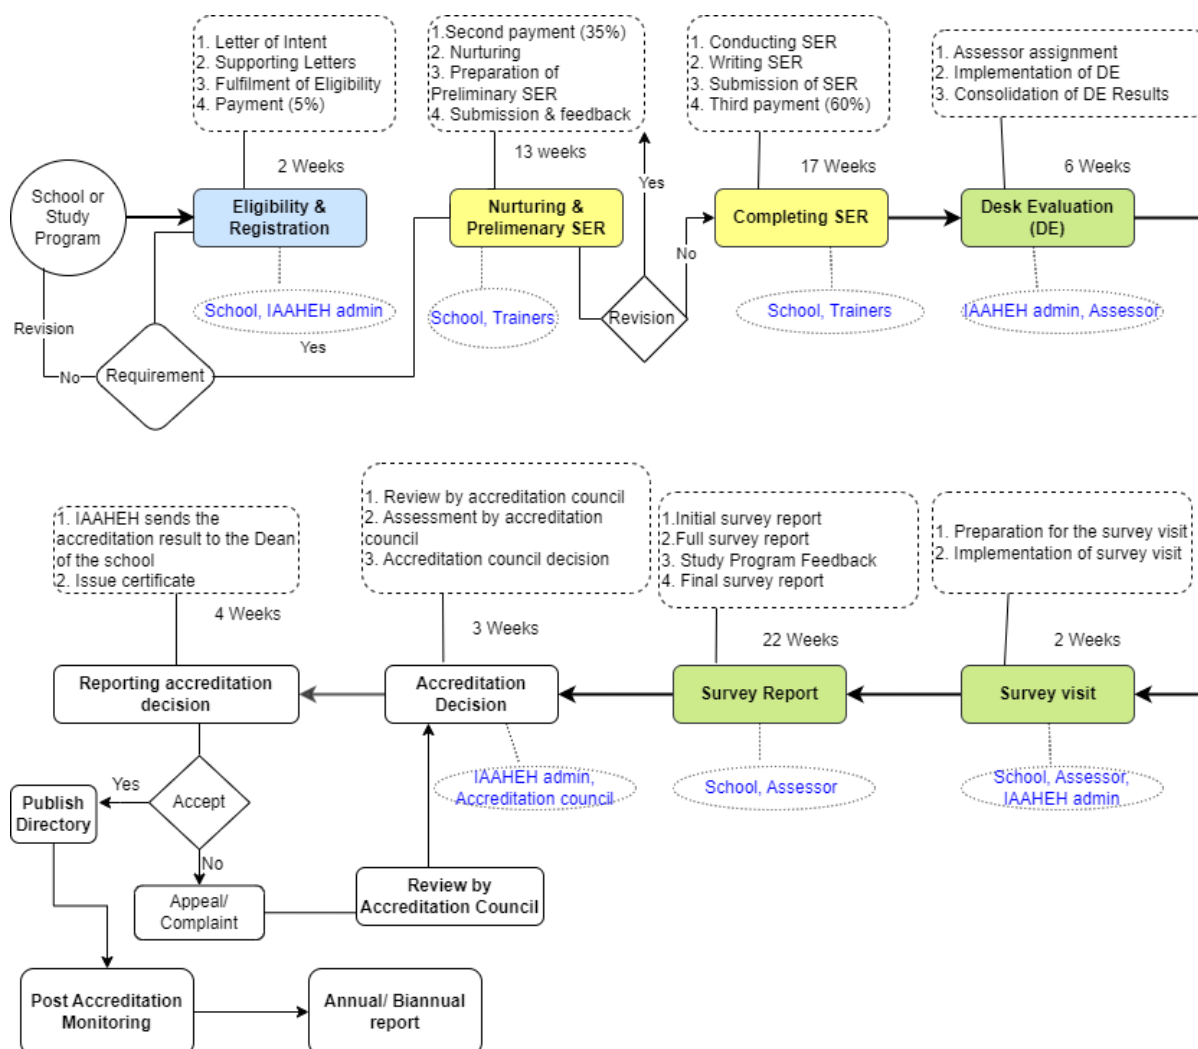 1. Letter of Intent
2. Supporting Letters
3. Fulfilment of Eligibility
4. Payment (5%)
1.Second payment (35%)
2. Nurturing
3. Preparation of
Preliminary SER
4. Submission & feedback
1. Conducting SER
2. Writing SER
3. Submission of SER
4. Third payment (60%)
1. Assessor assignment
2. Implementation of DE
3. Consolidation of DE Results
2 Weeks
13 weeks
17 Weeks
6 Weeks
School or
Study
Program
Eligibility &
Registration
Nurturing &
Prelimenary SER
Yes
No
Completing SER
Desk Evaluation
(DE)
School, IAAHEH admin
School, Trainers
Revision
School, Trainers
IAAHEH admin, Assessor
Revision
Yes
No
Requirement
1. IAAHEH sends the
accreditation result to the Dean
of the school
2. Issue certificate
1. Review by accreditation council
2. Assessment by accreditation
council
3. Accreditation council decision
1.Initial survey report
2.Full survey report
3. Study Program Feedback
4. Final survey report
1. Preparation for the survey visit
2. Implementation of survey visit
4 Weeks
3 Weeks
22 Weeks
2 Weeks
Reporting accreditation
decision
Accreditation
Decision
Survey Report
Survey visit
IAAHEH admin,
Accreditation council
School, Assessor
School, Assessor,
IAAHEH admin
Yes
Accept
Publish
Directory
No
Appeal/
Complaint
Review by
Accreditation Council
Post Accreditation
Monitoring
Annual/ Biannual
report